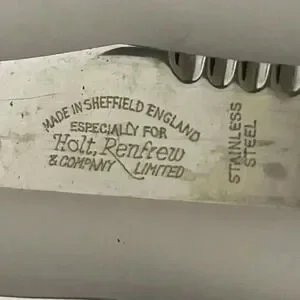 MADE IN SHEFFIELD ENGLAND
ESPECIALLY FOR
Holt, Renfrew
& COMPANY LIMITED
STAINLESS
STEEL